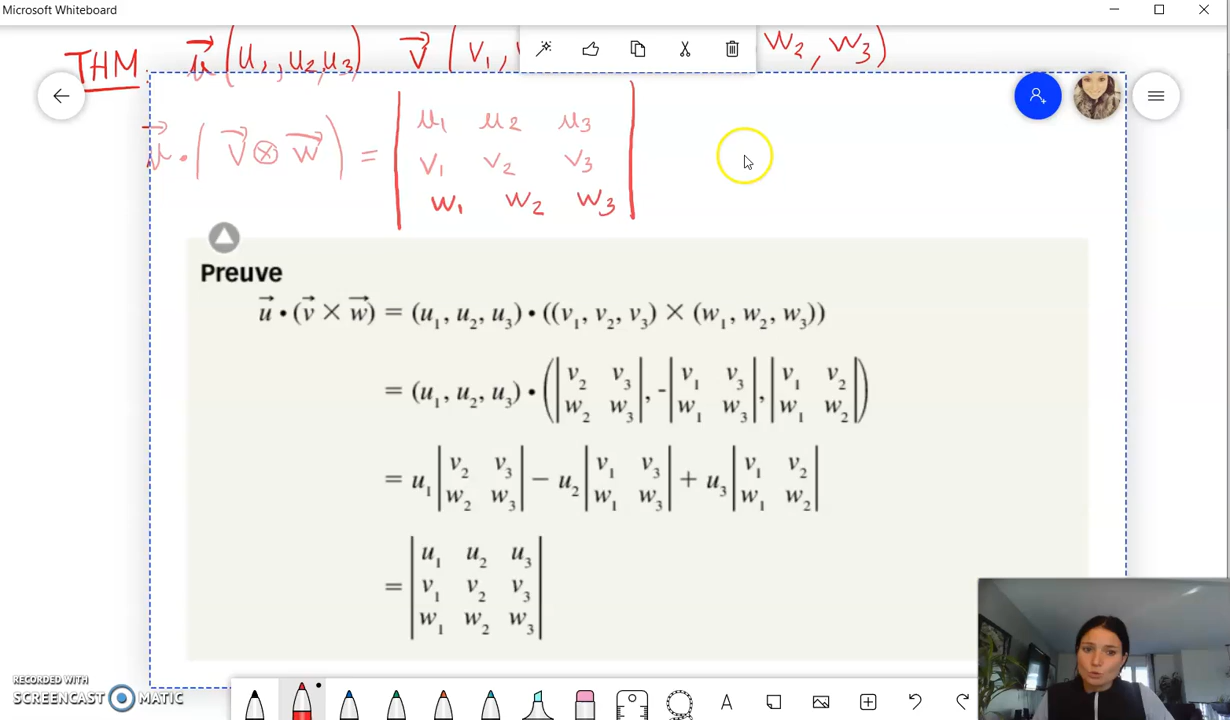 Microsoft Whiteboard
THM. u⃗(u₁, u₂, u₃) v⃗(v₁, w₂, w₃)
u⃗ • (v⃗ ⊗ w⃗) = | u₁ u₂ u₃ |
| v₁ v₂ v₃ |
| w₁ w₂ w₃ |
Preuve
u⃗ • (v⃗ × w⃗) = (u₁, u₂, u₃) • ((v₁, v₂, v₃) × (w₁, w₂, w₃))
= (u₁, u₂, u₃) • (|v₂ v₃|, -|v₁ v₃|, |v₁ v₂|)
|w₂ w₃| |w₁ w₃| |w₁ w₂|
= u₁ |v₂ v₃| − u₂ |v₁ v₃| + u₃ |v₁ v₂|
|w₂ w₃| |w₁ w₃| |w₁ w₂|
= | u₁ u₂ u₃ |
| v₁ v₂ v₃ |
| w₁ w₂ w₃ |
RECORDED WITH
SCREENCAST MATIC
A